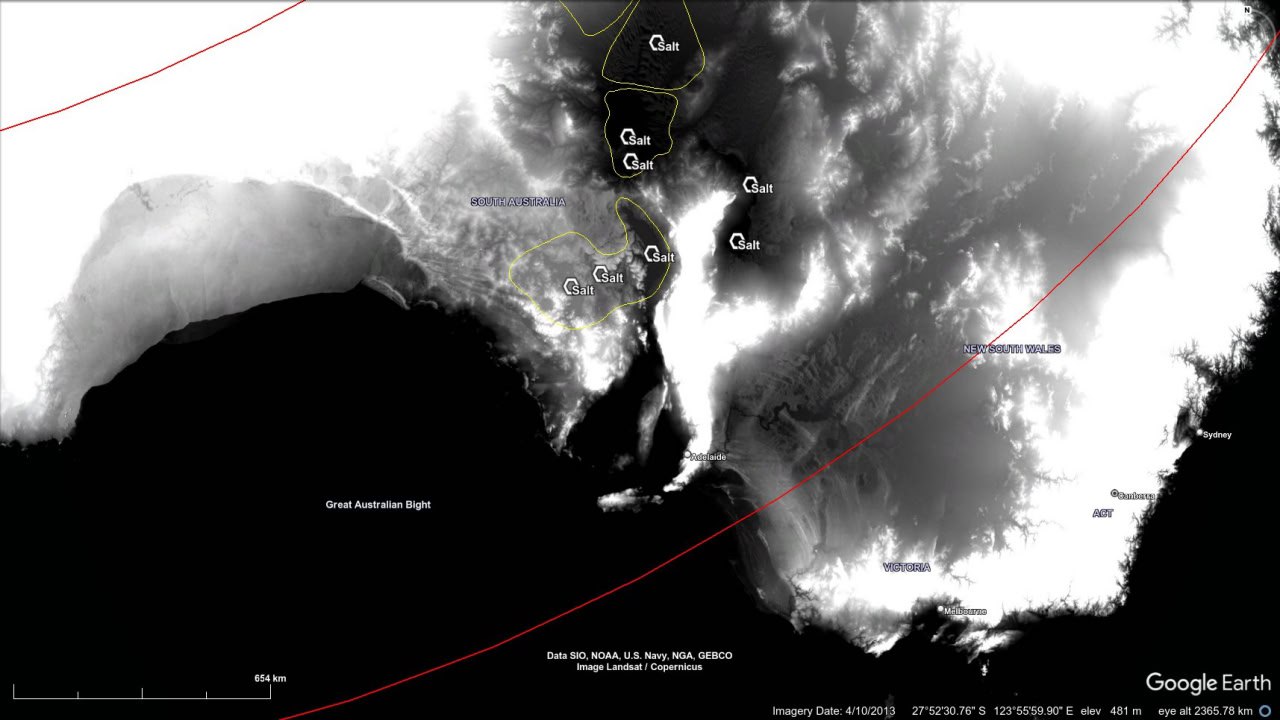 N
Salt
Salt
Salt
Salt
SOUTH AUSTRALIA
Salt
Salt
Salt
Salt
NEW SOUTH WALES
Sydney
Adelaide
Canberra
Great Australian Bight
ACT
VICTORIA
Melbourne
Data SIO, NOAA, U.S. Navy, NGA, GEBCO
Image Landsat / Copernicus
654 km
Google Earth
Imagery Date: 4/10/2013 27°52'30.76" S 123°55'59.90" E elev 481 m eye alt 2365.78 km